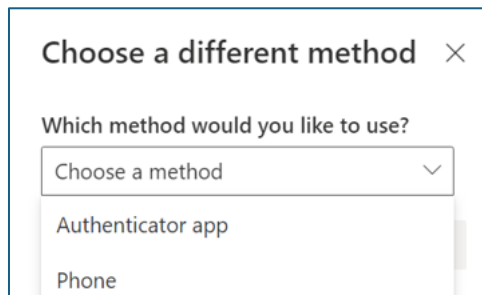 Choose a different method
Which method would you like to use?
Choose a method
Authenticator app
Phone